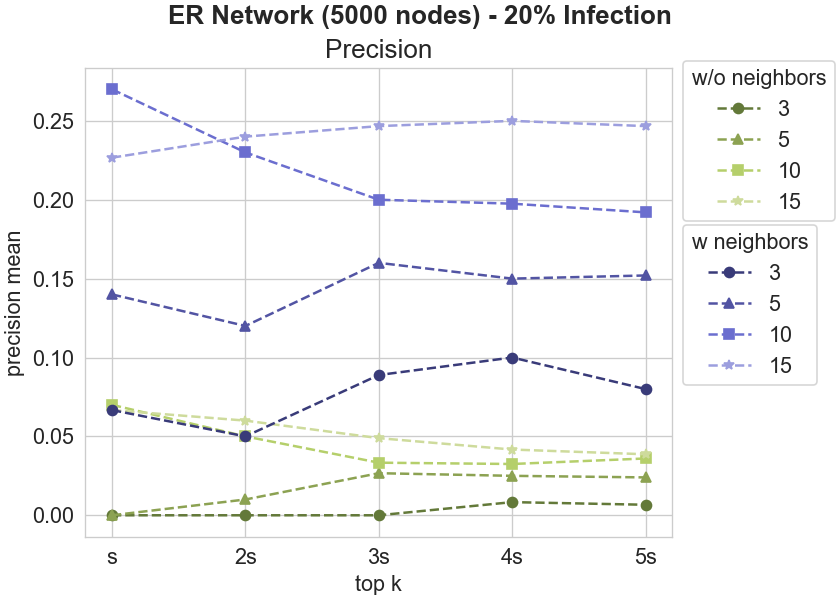 ER Network (5000 nodes) - 20% Infection
Precision
w/o neighbors
3
5
10
15
w neighbors
3
5
10
15
precision mean
0.25
0.20
0.15
0.10
0.05
0.00
s 2s 3s 4s 5s
top k